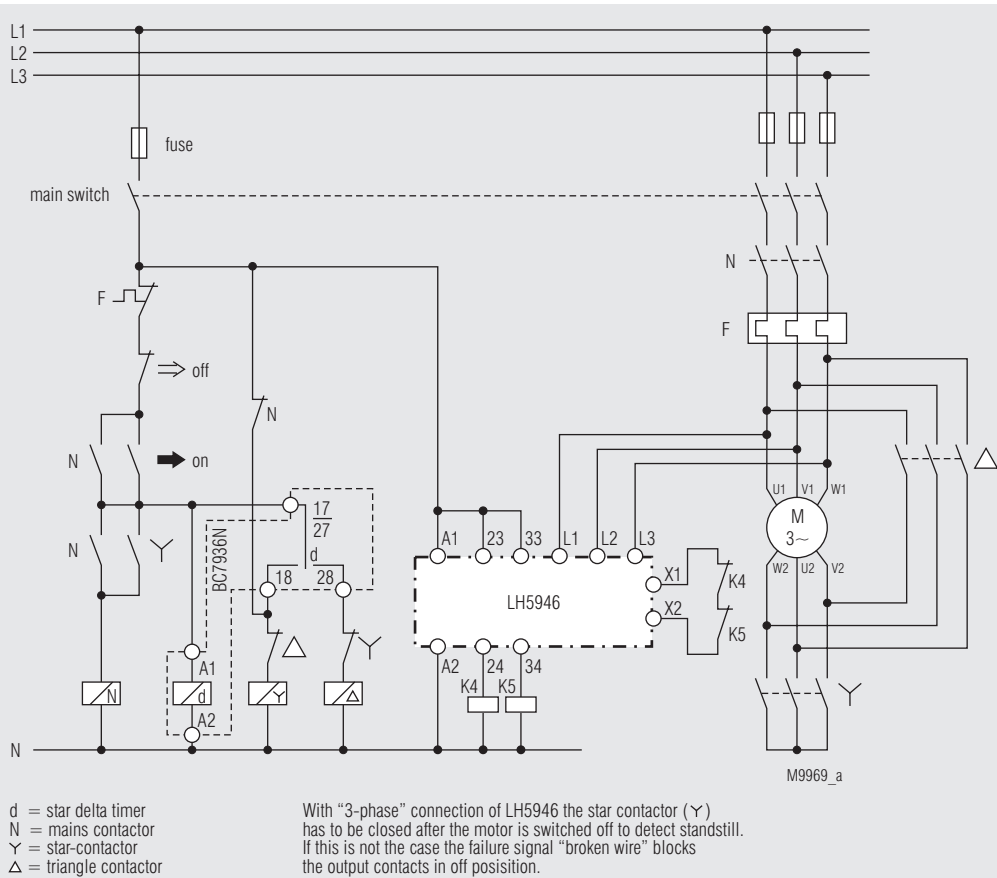 L1
L2
L3
fuse
main switch
N
F
F
off
N
N
on
17
27
U1 V1 W1
M
3~
A1 23 33 L1 L2 L3
d
N
BC7936N
18 28
W2 U2 V2
X1
K4
LH5946
X2
K5
A1
A2 24 34
K4 K5
N
d
Y
Δ
A2
N
M9969_a
d = star delta timer
N = mains contactor
Y = star-contactor
Δ = triangle contactor
With “3-phase” connection of LH5946 the star contactor (Y)
has to be closed after the motor is switched off to detect standstill.
If this is not the case the failure signal “broken wire” blocks
the output contacts in off posisition.